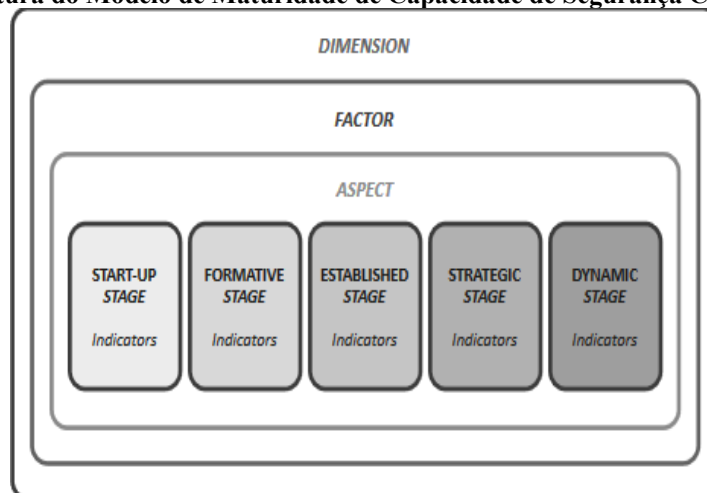 tura do Modelo de Maturidade de Capacidade de Segurança C
DIMENSION
FACTOR
ASPECT
START-UP STAGE Indicators
FORMATIVE STAGE Indicators
ESTABLISHED STAGE Indicators
STRATEGIC STAGE Indicators
DYNAMIC STAGE Indicators